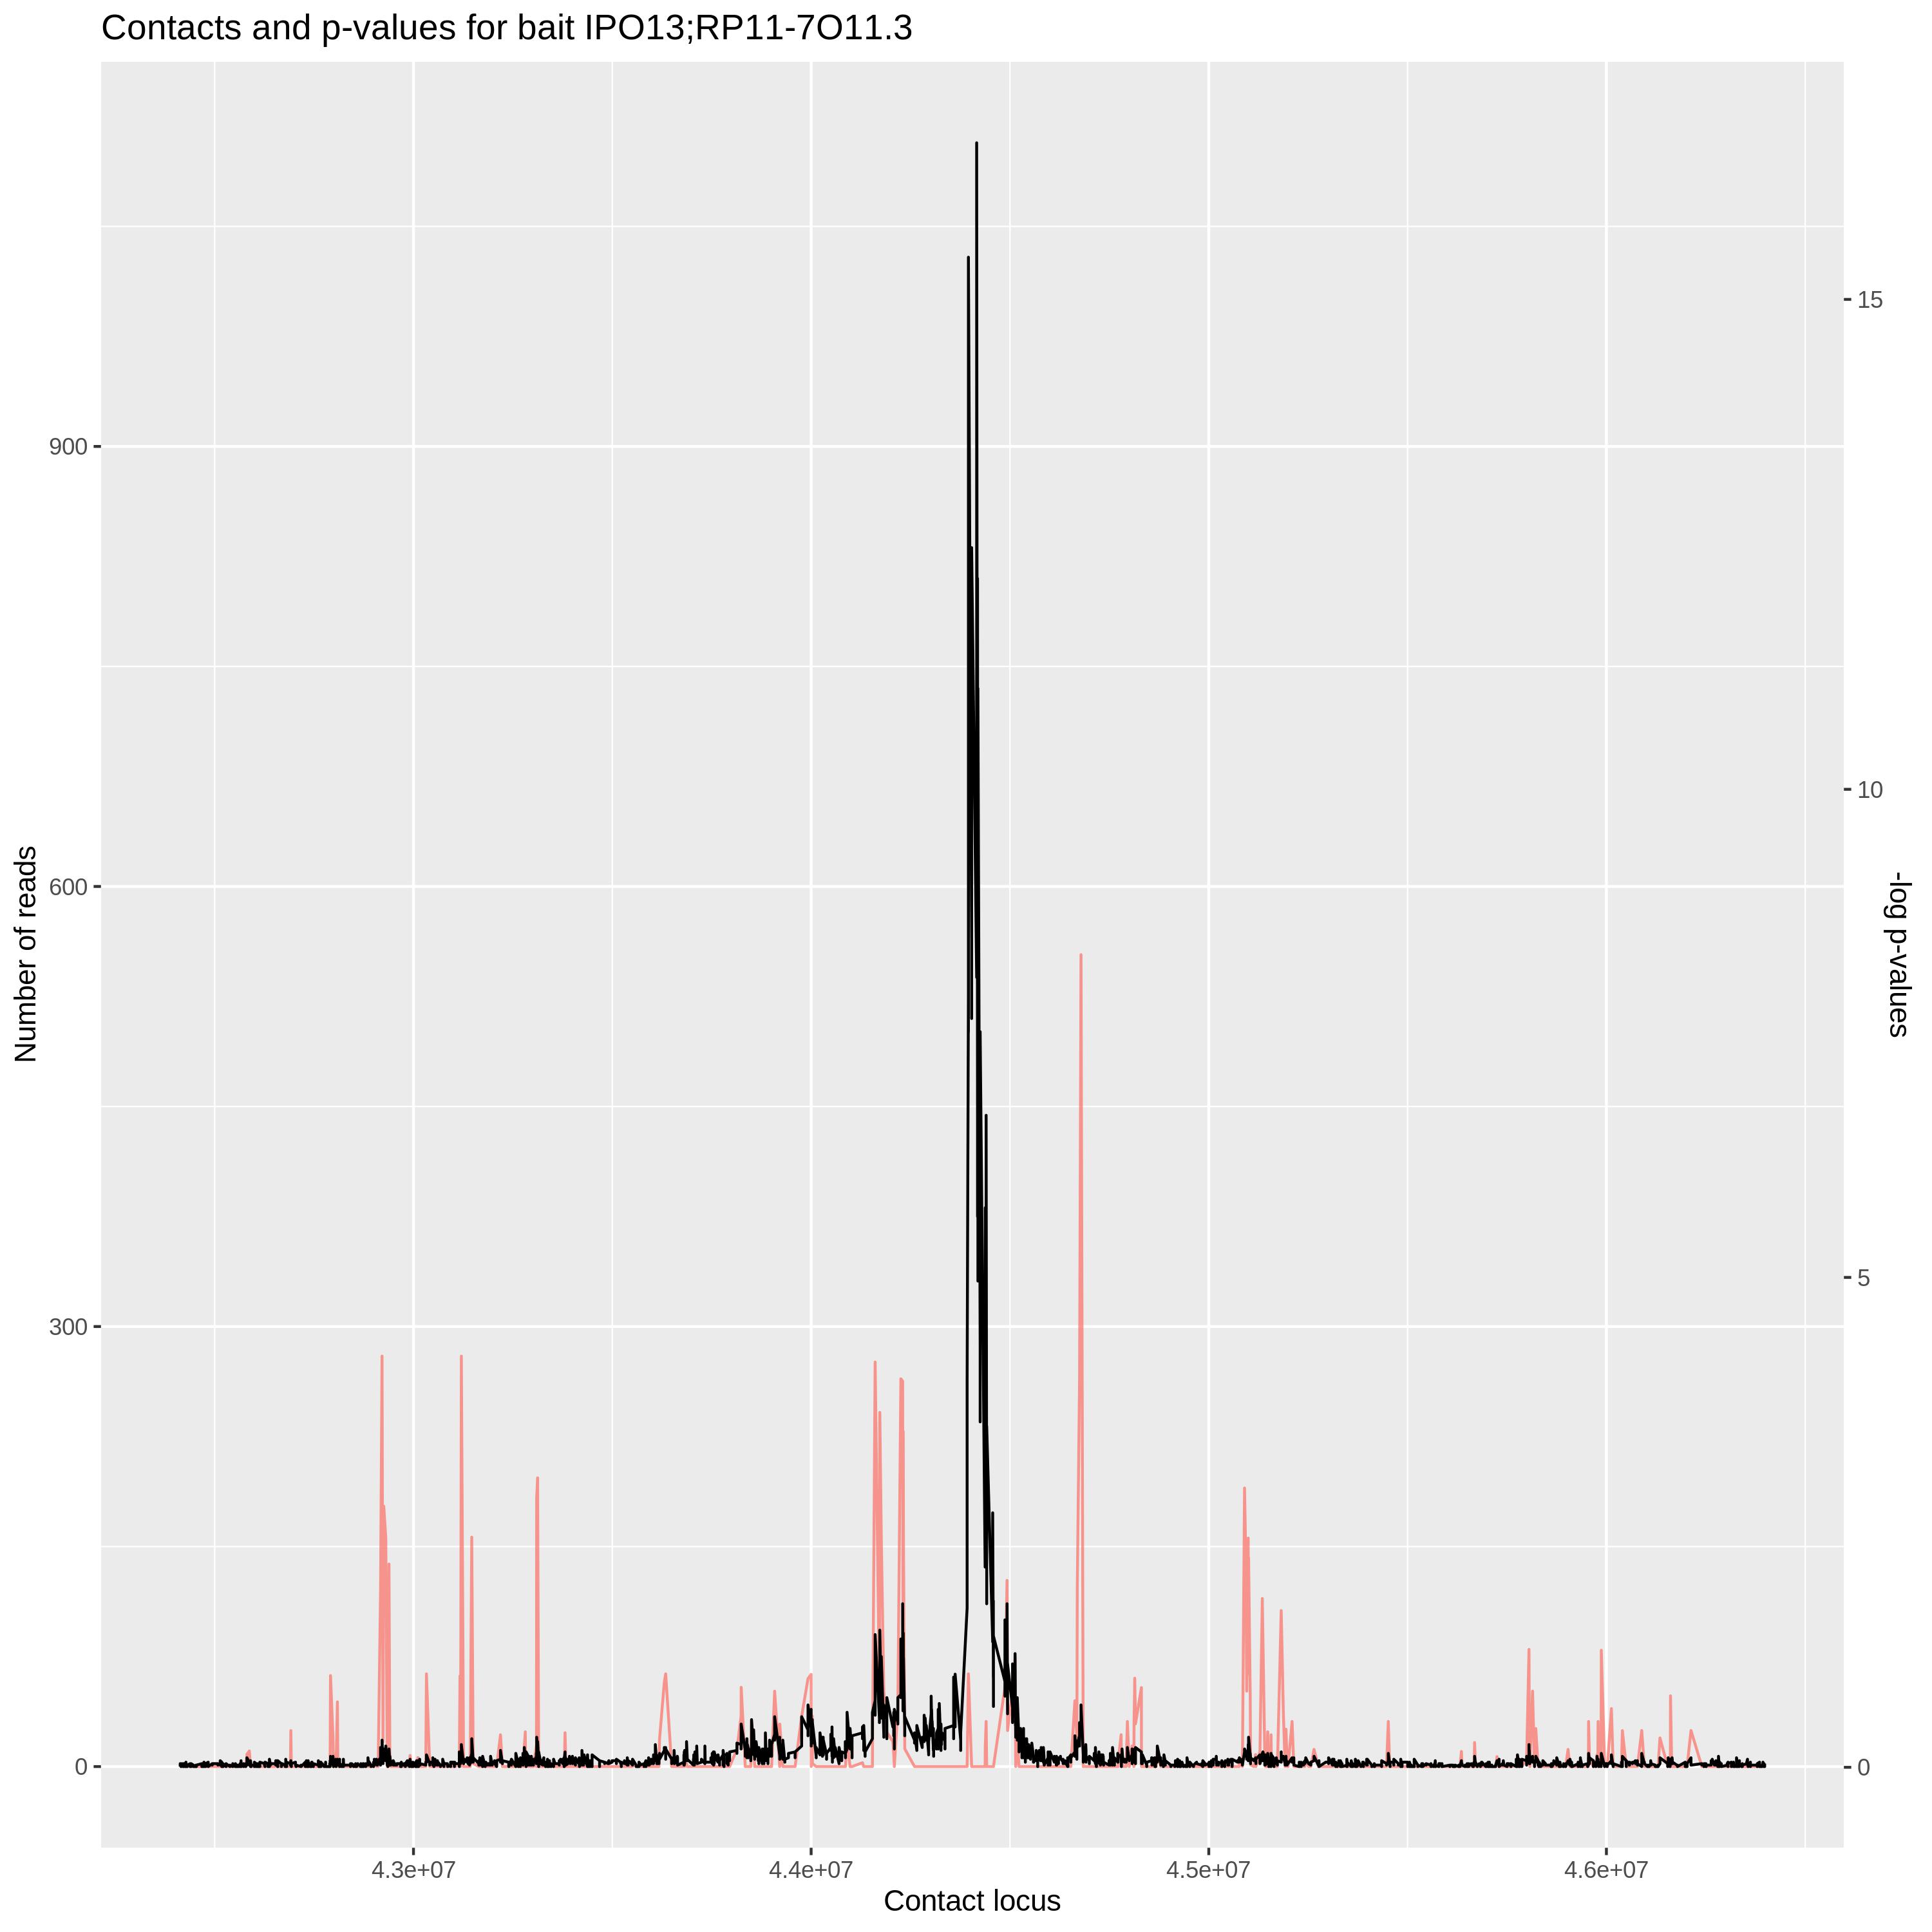 Contacts and p-values for bait IPO13;RP11-7O11.3
15
900
10
600
Number of reads
-log p-values
5
300
0
0
4.3e+07
4.4e+07
4.5e+07
4.6e+07
Contact locus